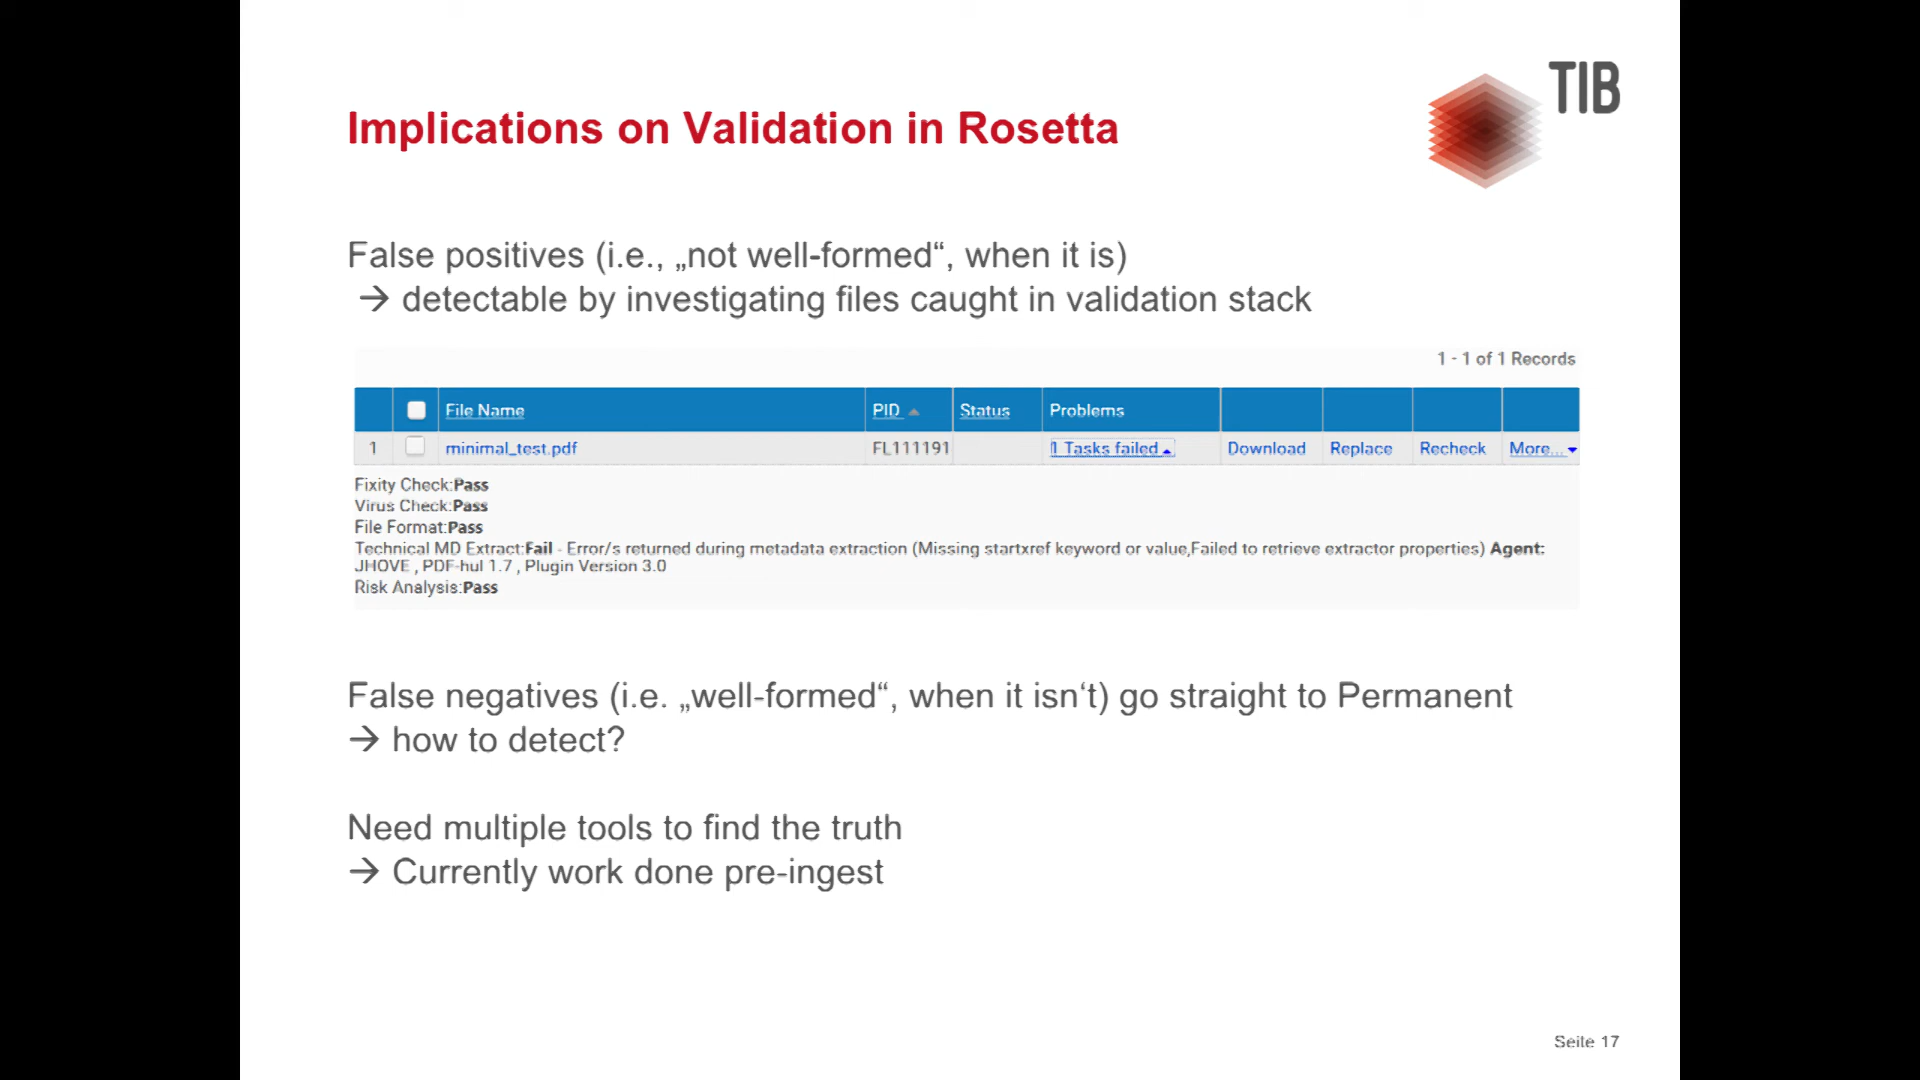 TIB
Implications on Validation in Rosetta
False positives (i.e., „not well-formed“, when it is)
→ detectable by investigating files caught in validation stack
1 - 1 of 1 Records
File Name PID Status Problems
1 minimal_test.pdf FL111191 1 Tasks failed Download Replace Recheck More...
Fixity Check:Pass
Virus Check:Pass
File Format:Pass
Technical MD Extract:Fail - Error/s returned during metadata extraction (Missing startxref keyword or value,Failed to retrieve extractor properties) Agent:
JHOVE , PDF-hul 1.7 , Plugin Version 3.0
Risk Analysis:Pass
False negatives (i.e. „well-formed“, when it isn‘t) go straight to Permanent
→ how to detect?
Need multiple tools to find the truth
→ Currently work done pre-ingest
Seite 17